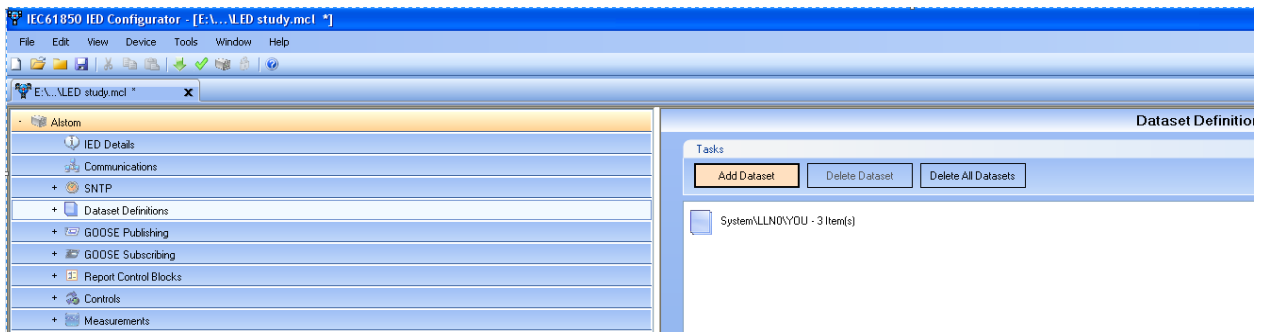 IEC61850 IED Configurator - [E:\...\LED study.mcl *]
File Edit View Device Tools Window Help
E:\...\LED study.mcl * x
- Alstom
IED Details
Communications
+ SNTP
+ Dataset Definitions
+ GOOSE Publishing
+ GOOSE Subscribing
+ Report Control Blocks
+ Controls
+ Measurements
Dataset Definitio
Tasks
Add Dataset Delete Dataset Delete All Datasets
System\LLN0\YOU - 3 Item(s)